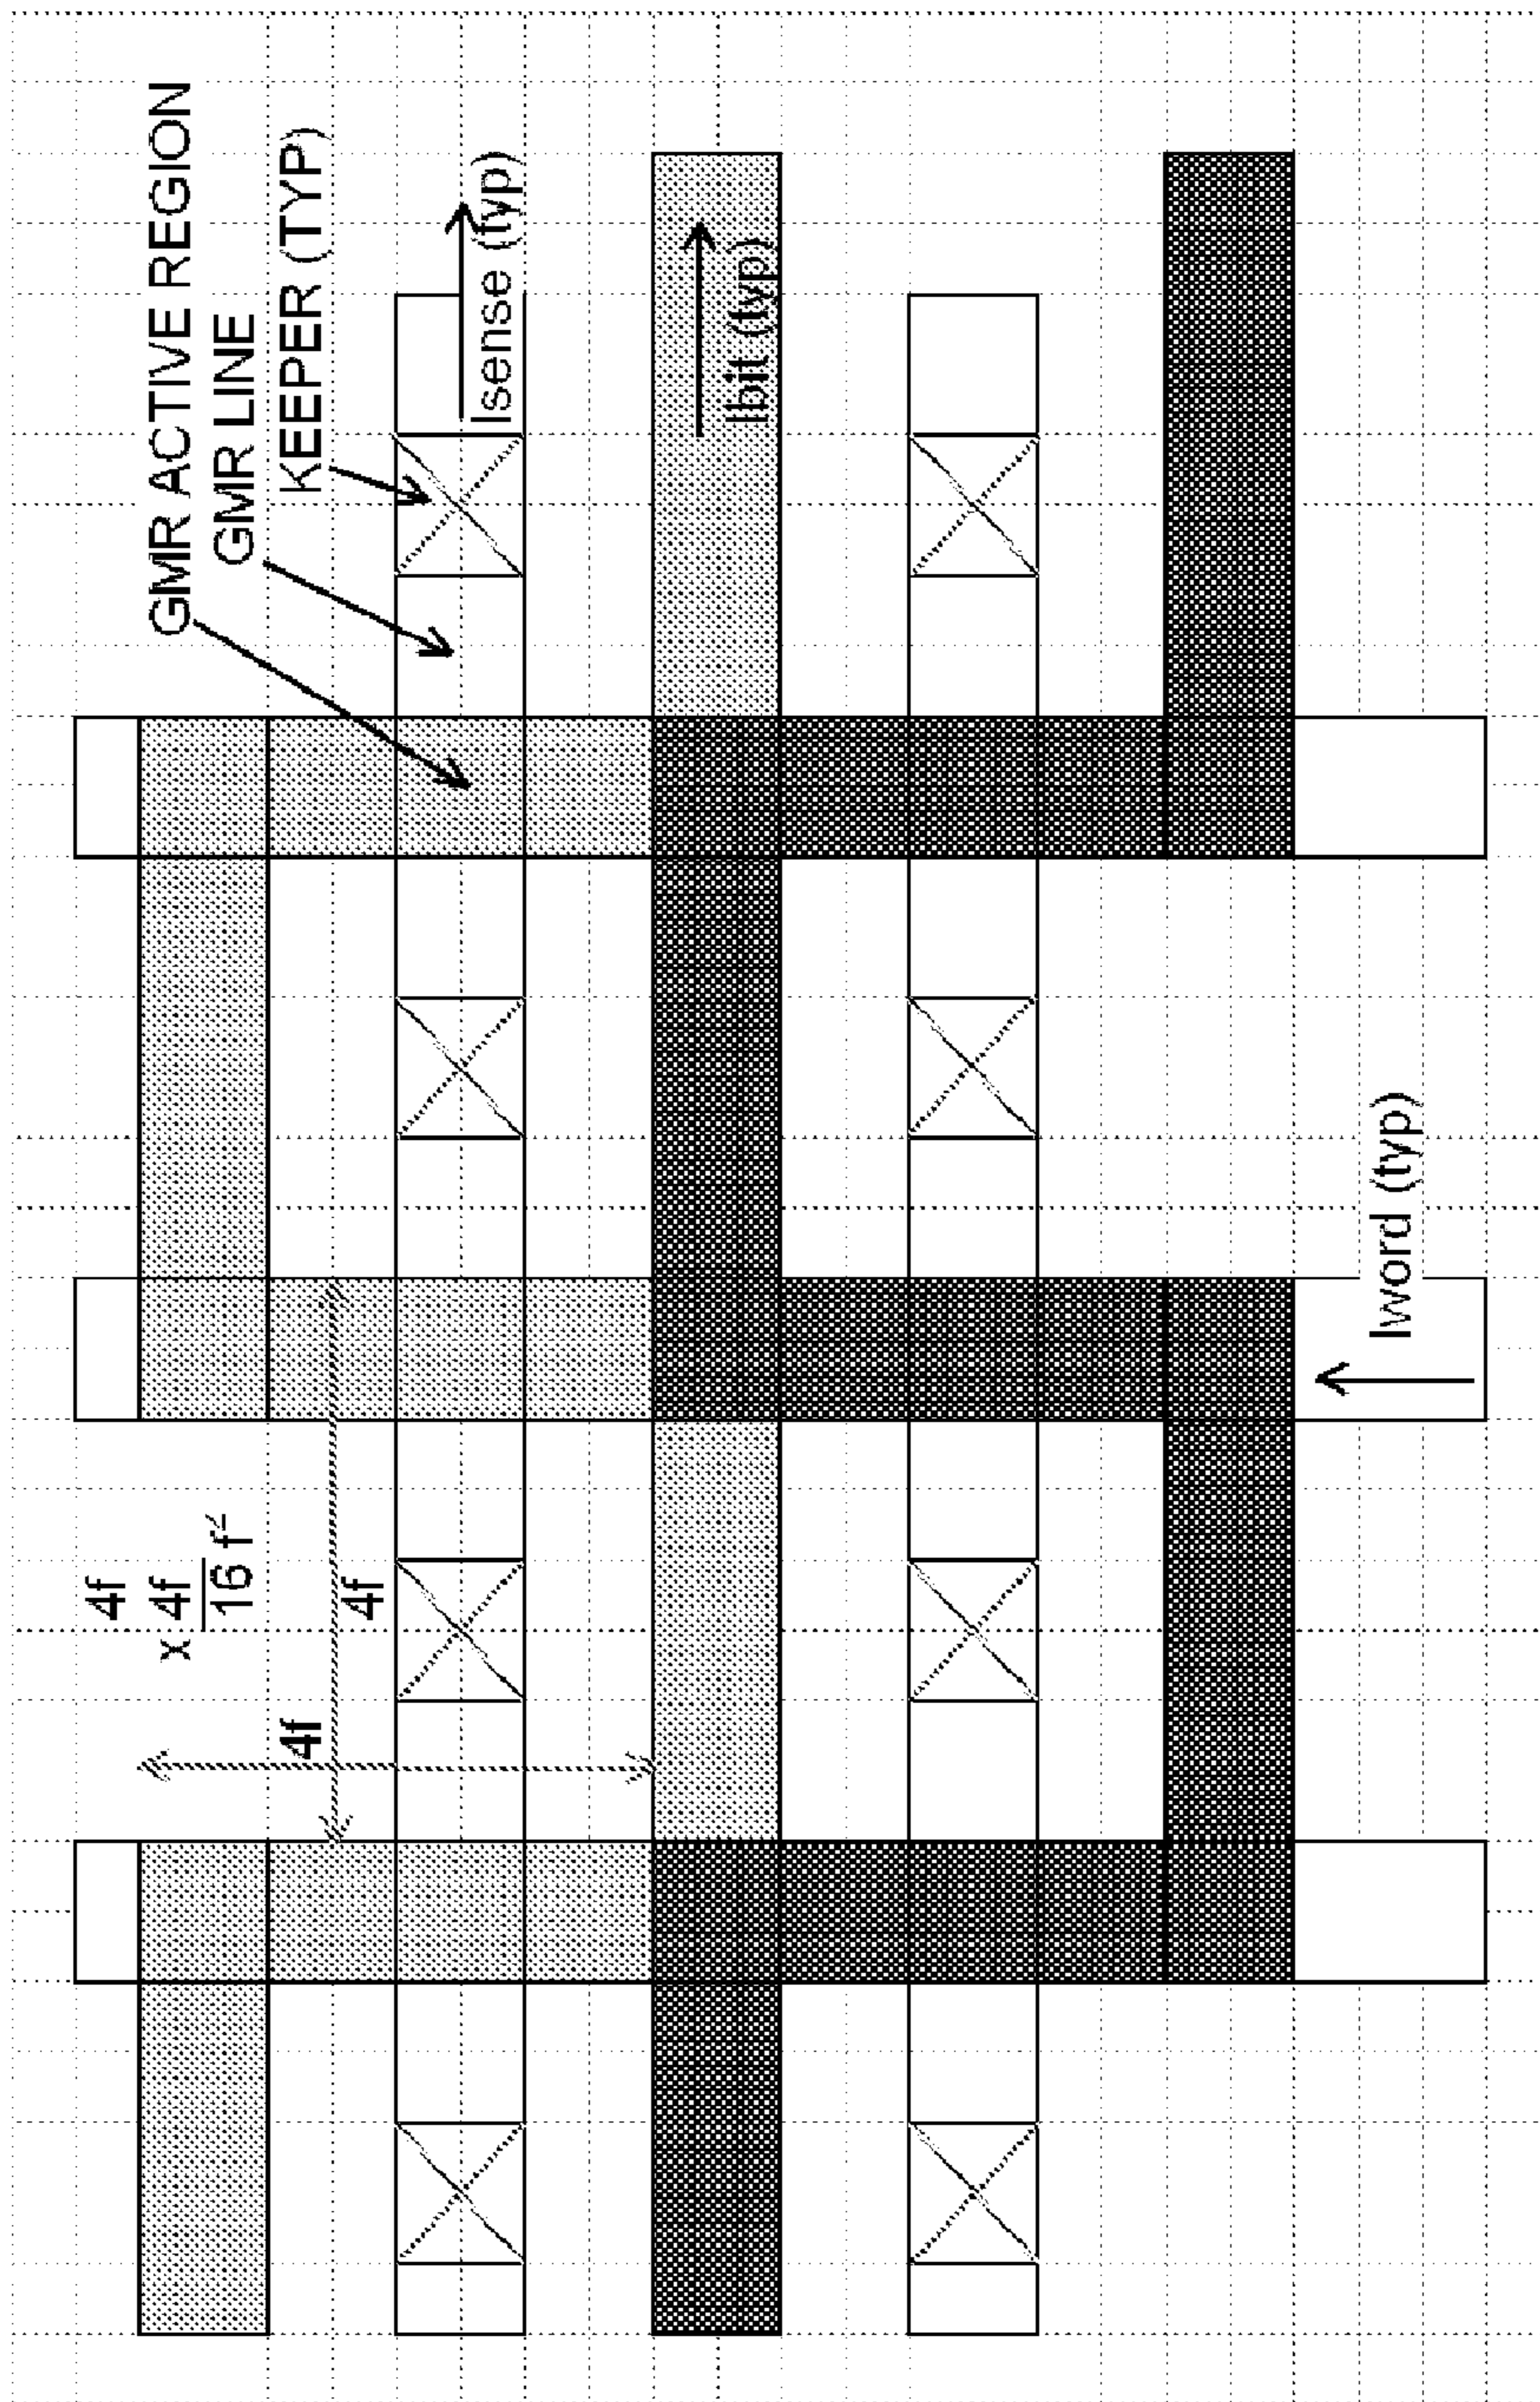 GMR ACTIVE REGION
GMR LINE
KEEPER (TYP)
Isense (typ)
Ibit (typ)
Iword (typ)
4f
x 4f
16 f²
4f
4f